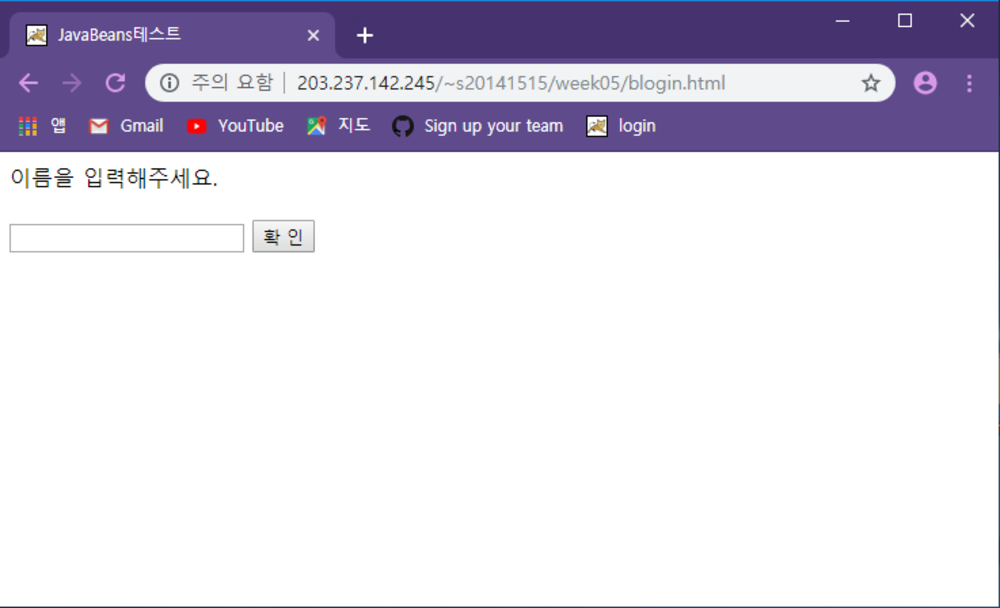 JavaBeans테스트
주의 요함 203.237.142.245/~s20141515/week05/blogin.html
앱 Gmail YouTube 지도 Sign up your team login
이름을 입력해주세요.
확 인